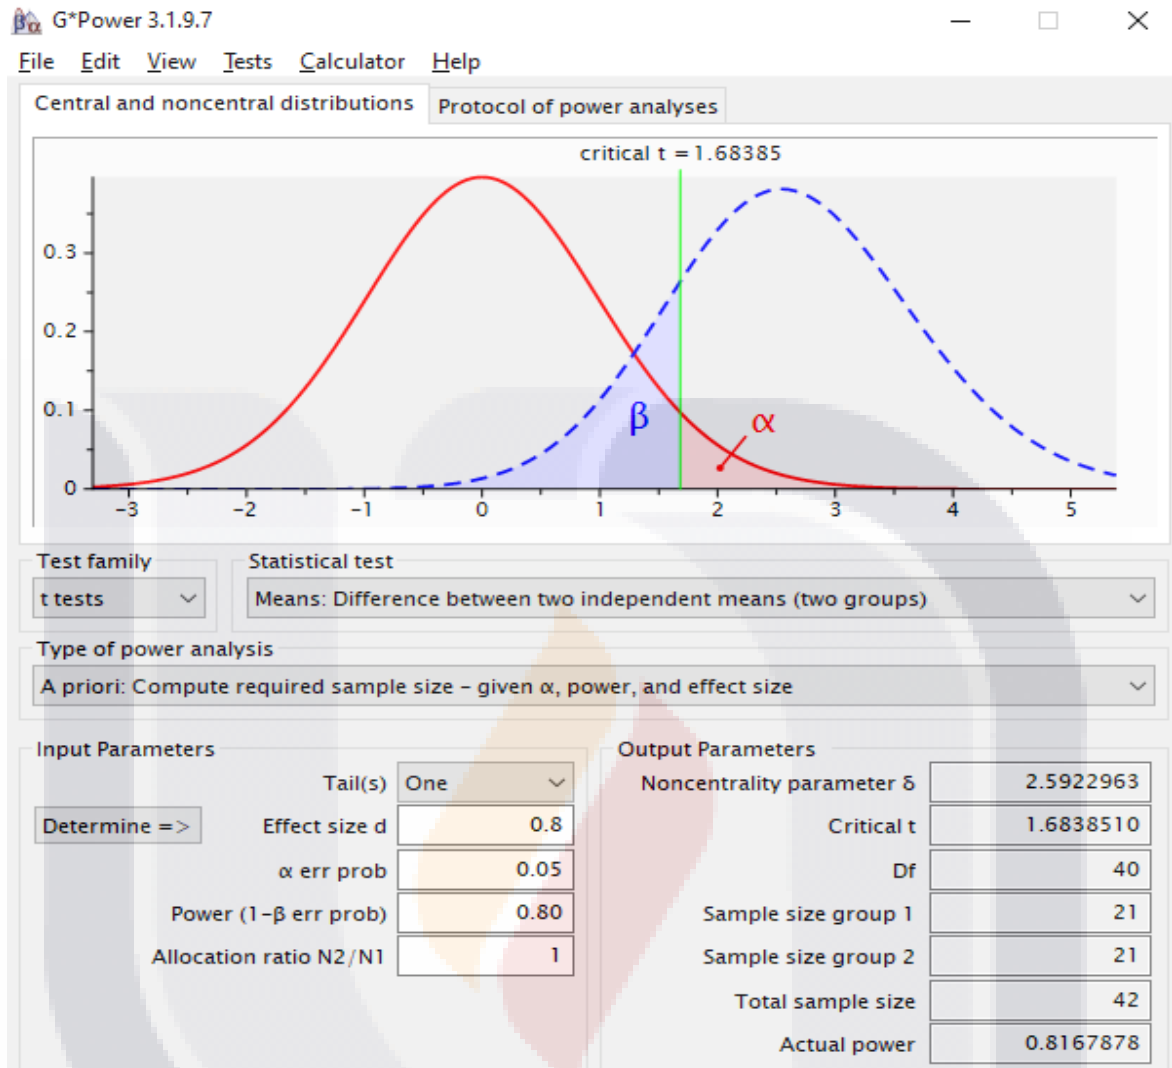 βα G*Power 3.1.9.7
File Edit View Tests Calculator Help
Central and noncentral distributions Protocol of power analyses
critical t = 1.68385
0.3
0.2
0.1
0
β
α
-3 -2 -1 0 1 2 3 4 5
Test family Statistical test
t tests Means: Difference between two independent means (two groups)
Type of power analysis
A priori: Compute required sample size – given α, power, and effect size
Input Parameters Output Parameters
Tail(s) One Noncentrality parameter δ 2.5922963
Determine => Effect size d 0.8 Critical t 1.6838510
α err prob 0.05 Df 40
Power (1-β err prob) 0.80 Sample size group 1 21
Allocation ratio N2/N1 1 Sample size group 2 21
Total sample size 42
Actual power 0.8167878